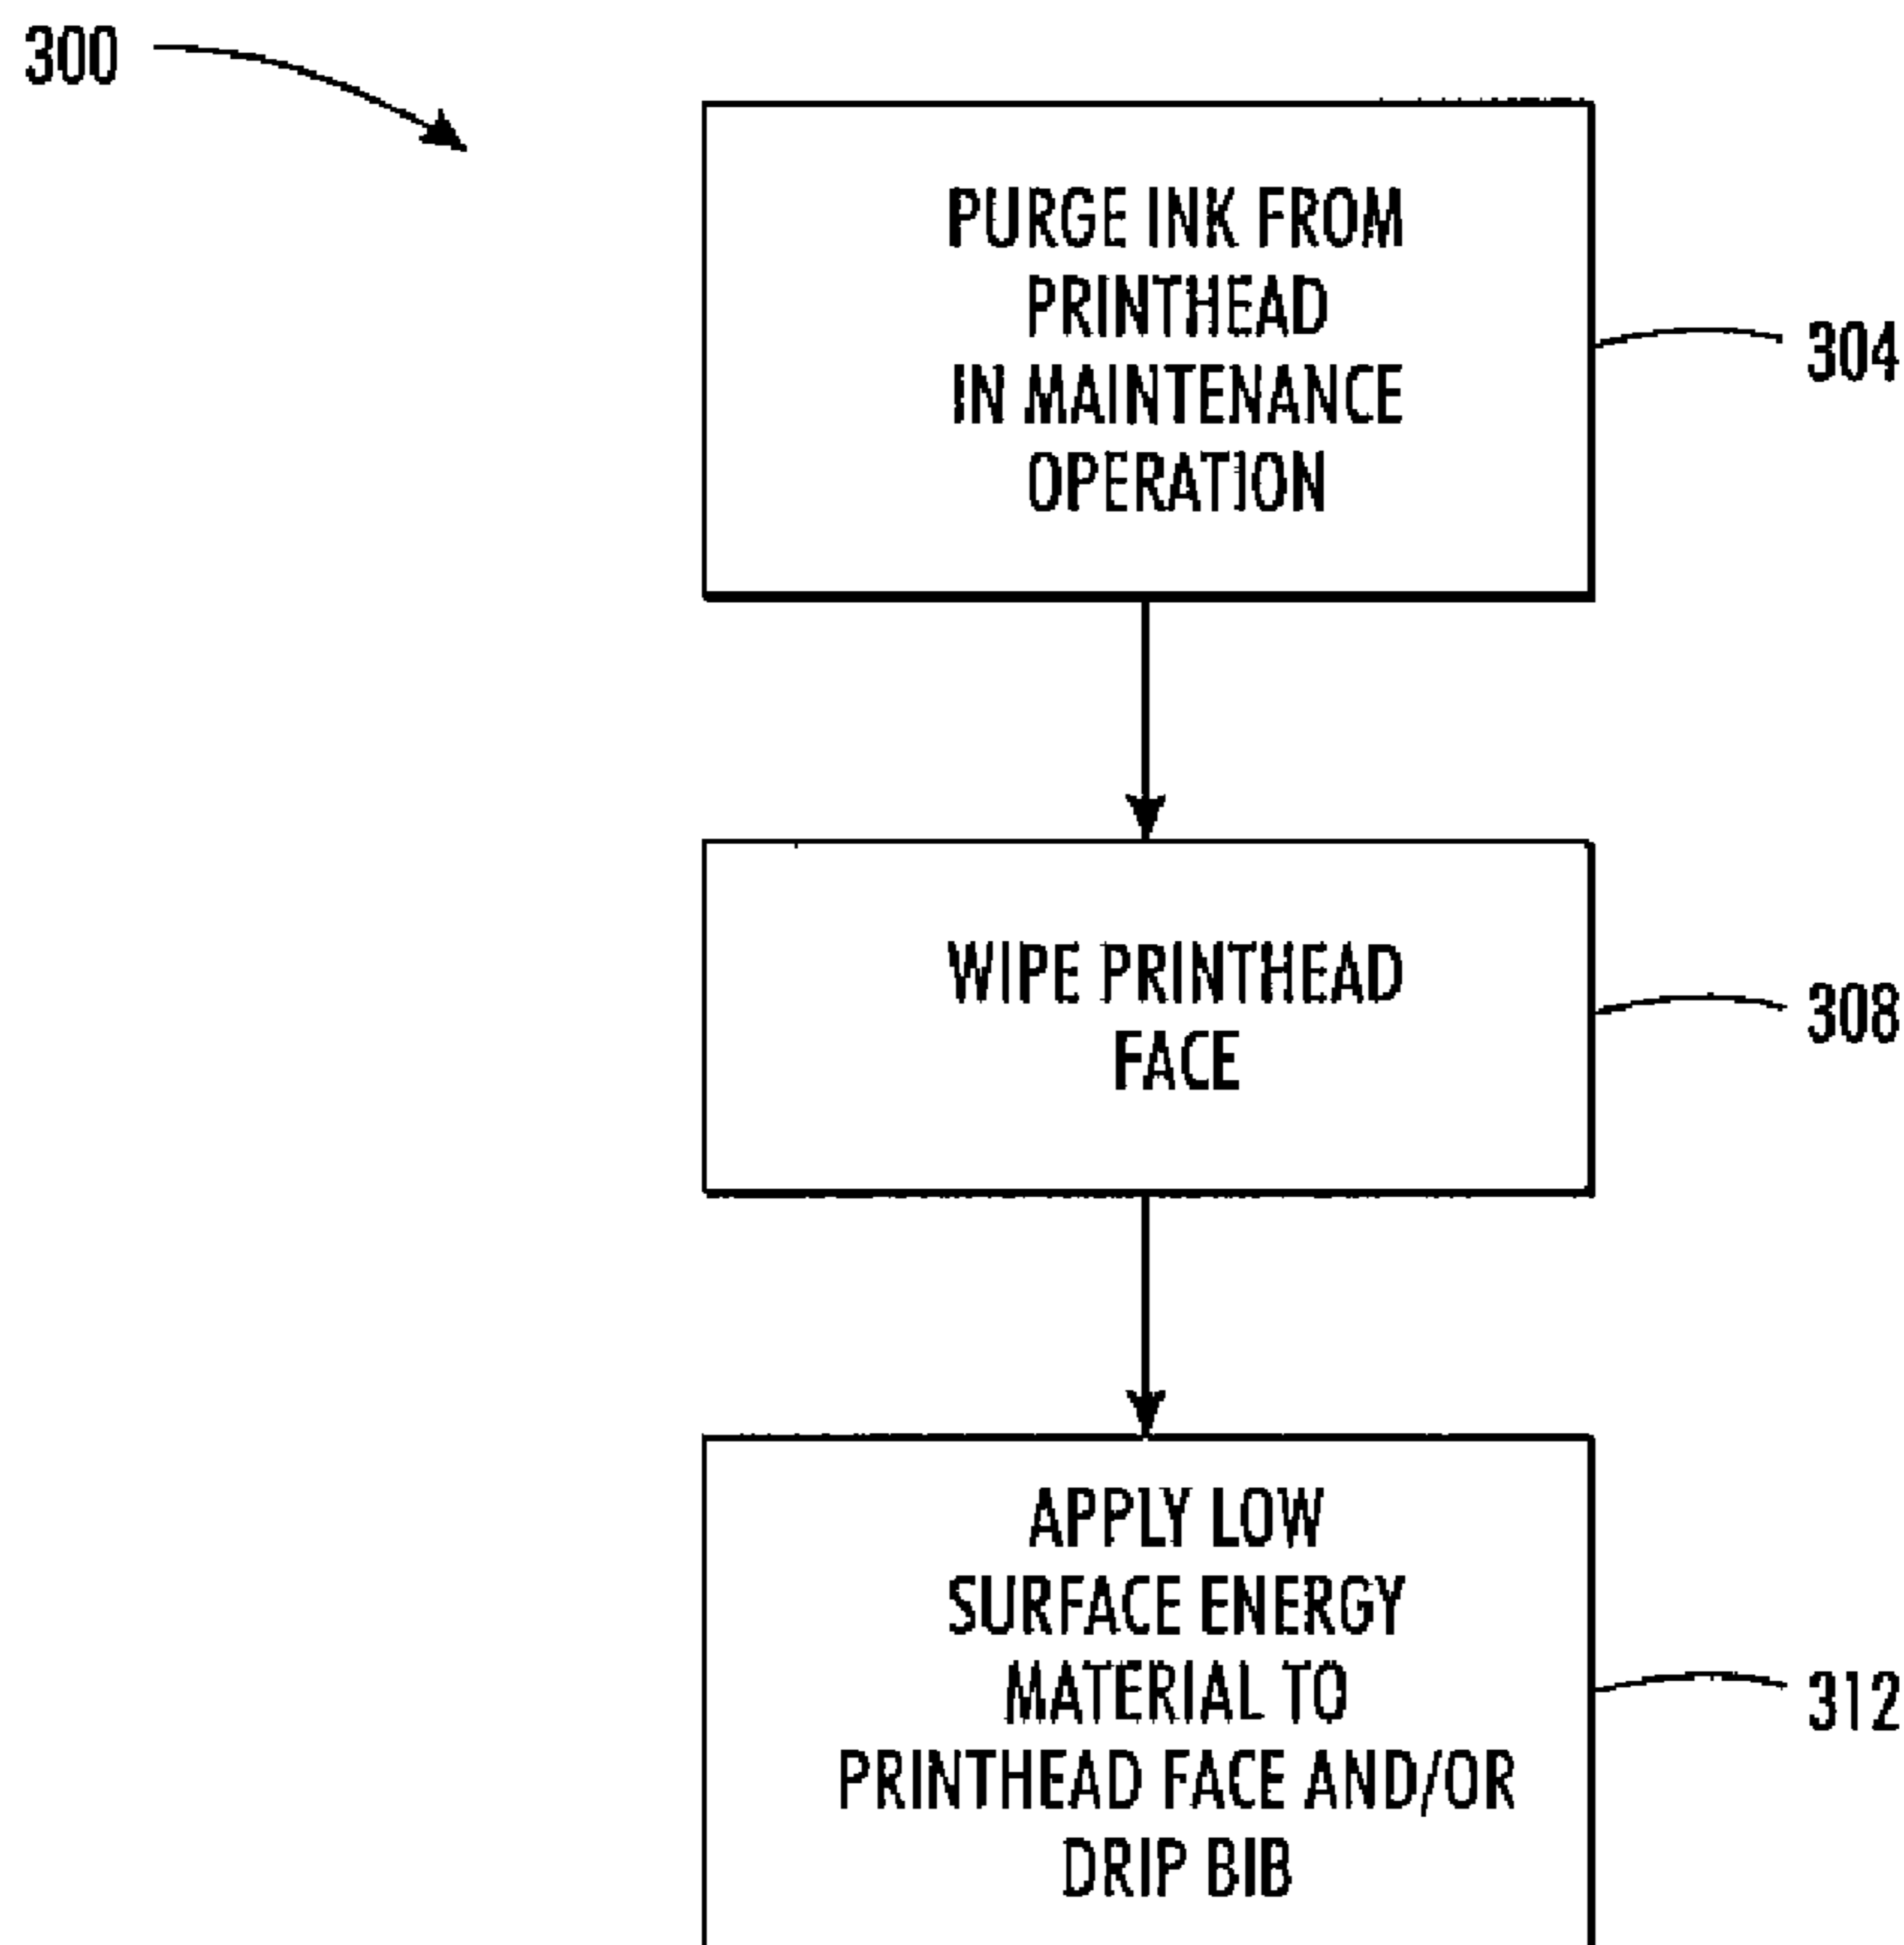 300
PURGE INK FROM
PRINTHEAD
IN MAINTENANCE
OPERATION
304
WIPE PRINTHEAD
FACE
308
APPLY LOW
SURFACE ENERGY
MATERIAL TO
PRINTHEAD FACE AND/OR
DRIP BIB
312